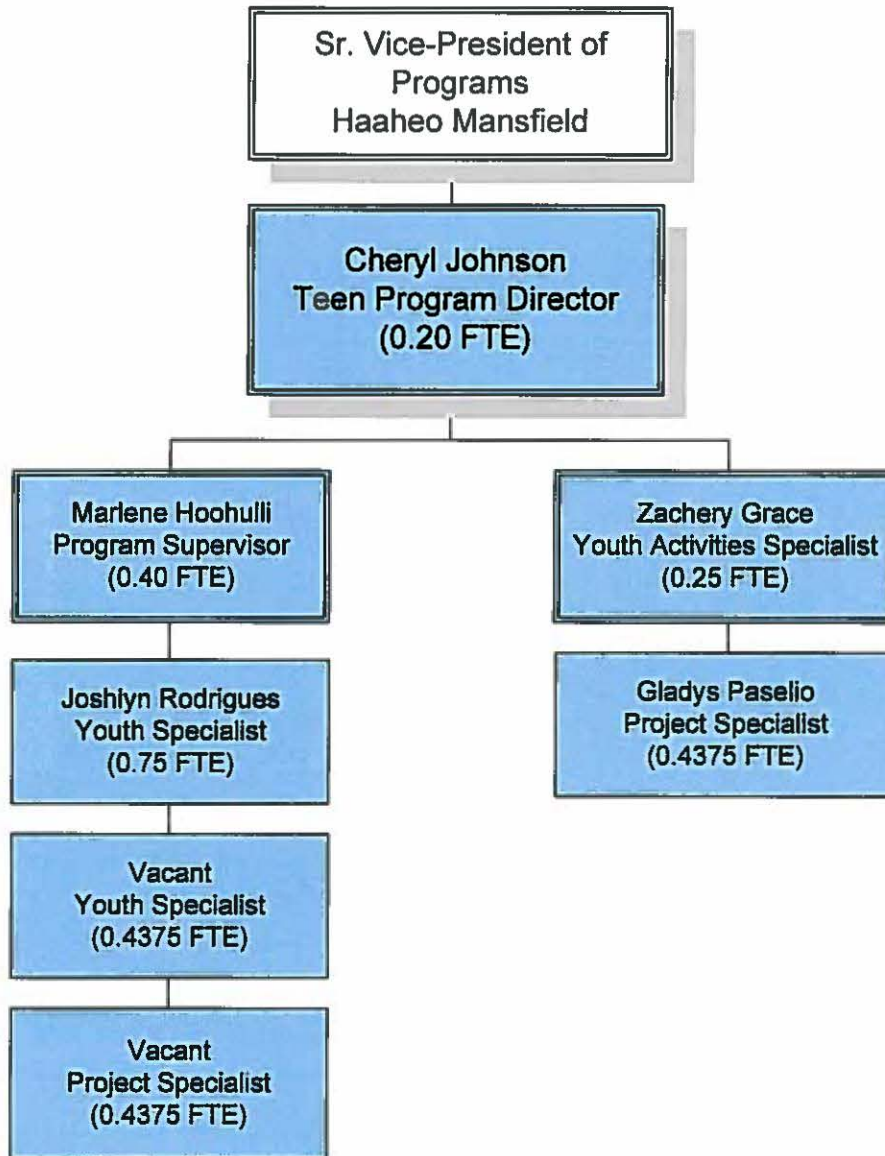 Sr. Vice-President of
Programs
Haaheo Mansfield
Cheryl Johnson
Teen Program Director
(0.20 FTE)
Marlene Hoohulli
Program Supervisor
(0.40 FTE)
Zachery Grace
Youth Activities Specialist
(0.25 FTE)
Joshlyn Rodrigues
Youth Specialist
(0.75 FTE)
Gladys Paselio
Project Specialist
(0.4375 FTE)
Vacant
Youth Specialist
(0.4375 FTE)
Vacant
Project Specialist
(0.4375 FTE)